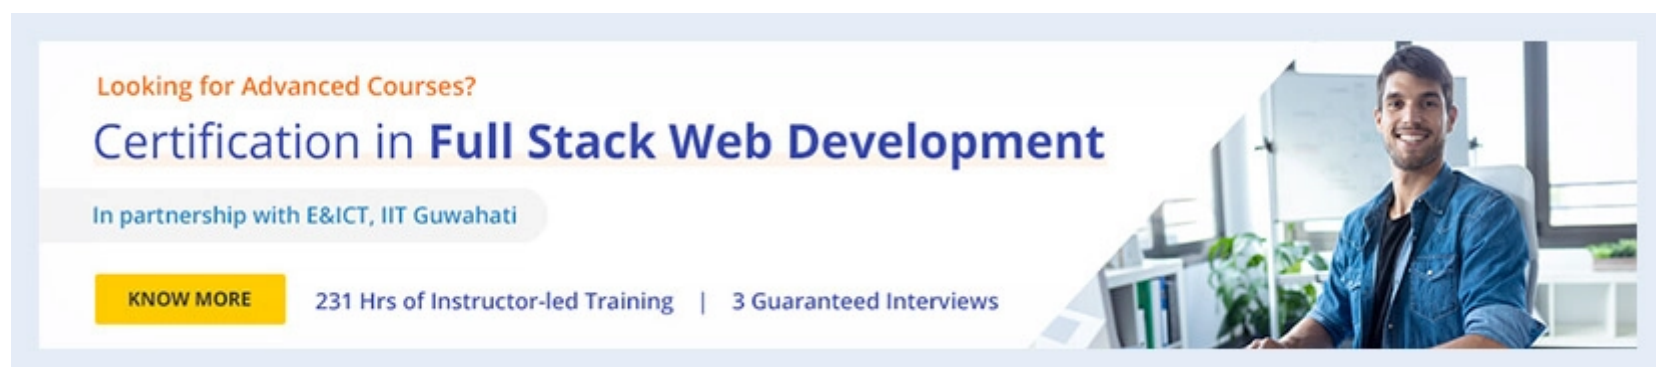 Looking for Advanced Courses?
Certification in Full Stack Web Development
In partnership with E&ICT, IIT Guwahati
KNOW MORE 231 Hrs of Instructor-led Training | 3 Guaranteed Interviews